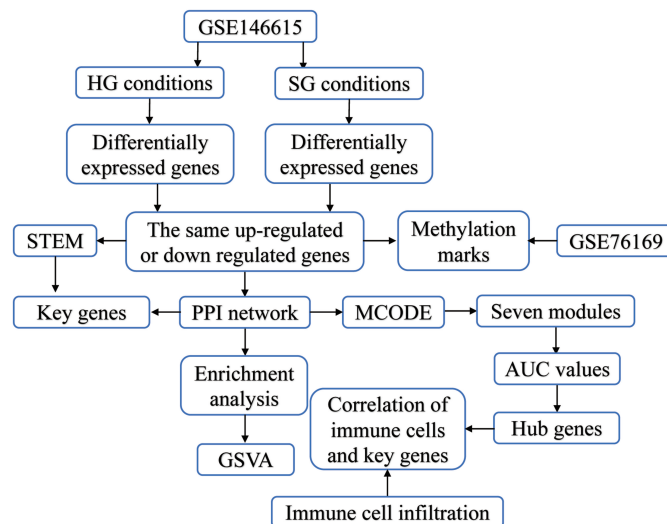 GSE146615
HG conditions
SG conditions
Differentially
expressed genes
Differentially
expressed genes
STEM
The same up-regulated
or down regulated genes
Methylation
marks
GSE76169
Key genes
PPI network
MCODE
Seven modules
Enrichment
analysis
AUC values
Correlation of
immune cells
and key genes
Hub genes
GSVA
Immune cell infiltration